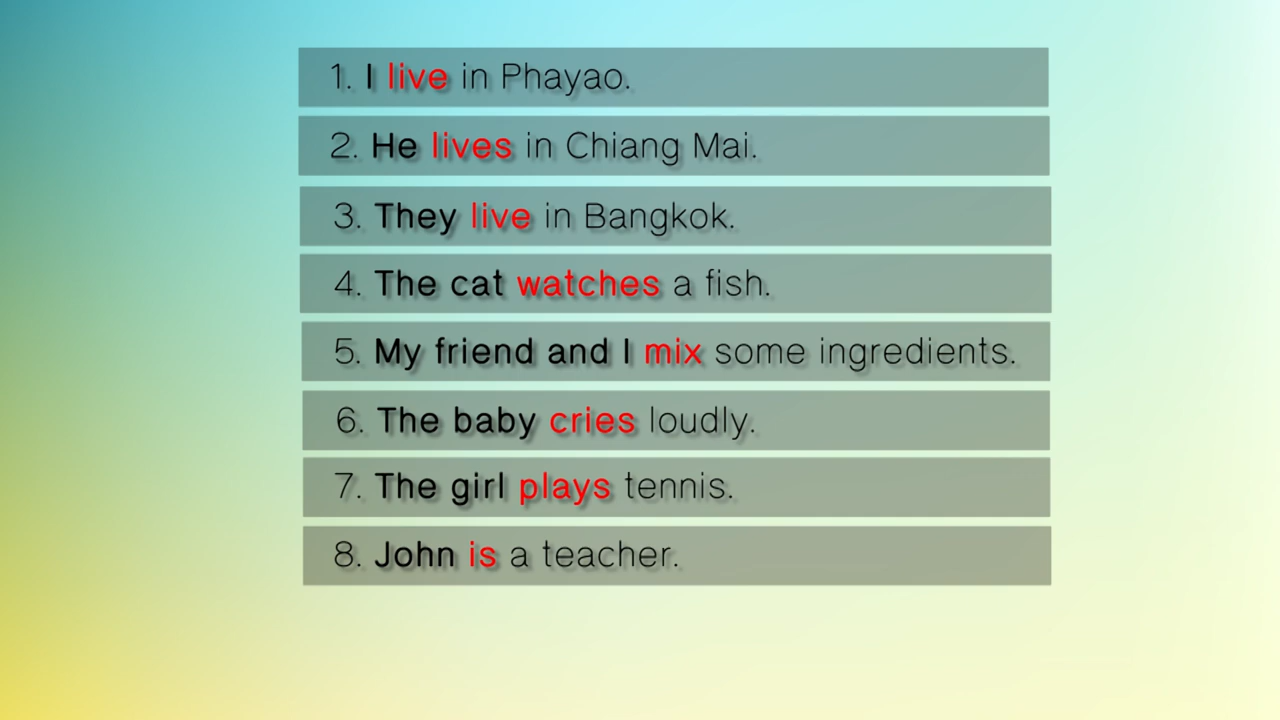 1. I live in Phayao.
2. He lives in Chiang Mai.
3. They live in Bangkok.
4. The cat watches a fish.
5. My friend and I mix some ingredients.
6. The baby cries loudly.
7. The girl plays tennis.
8. John is a teacher.